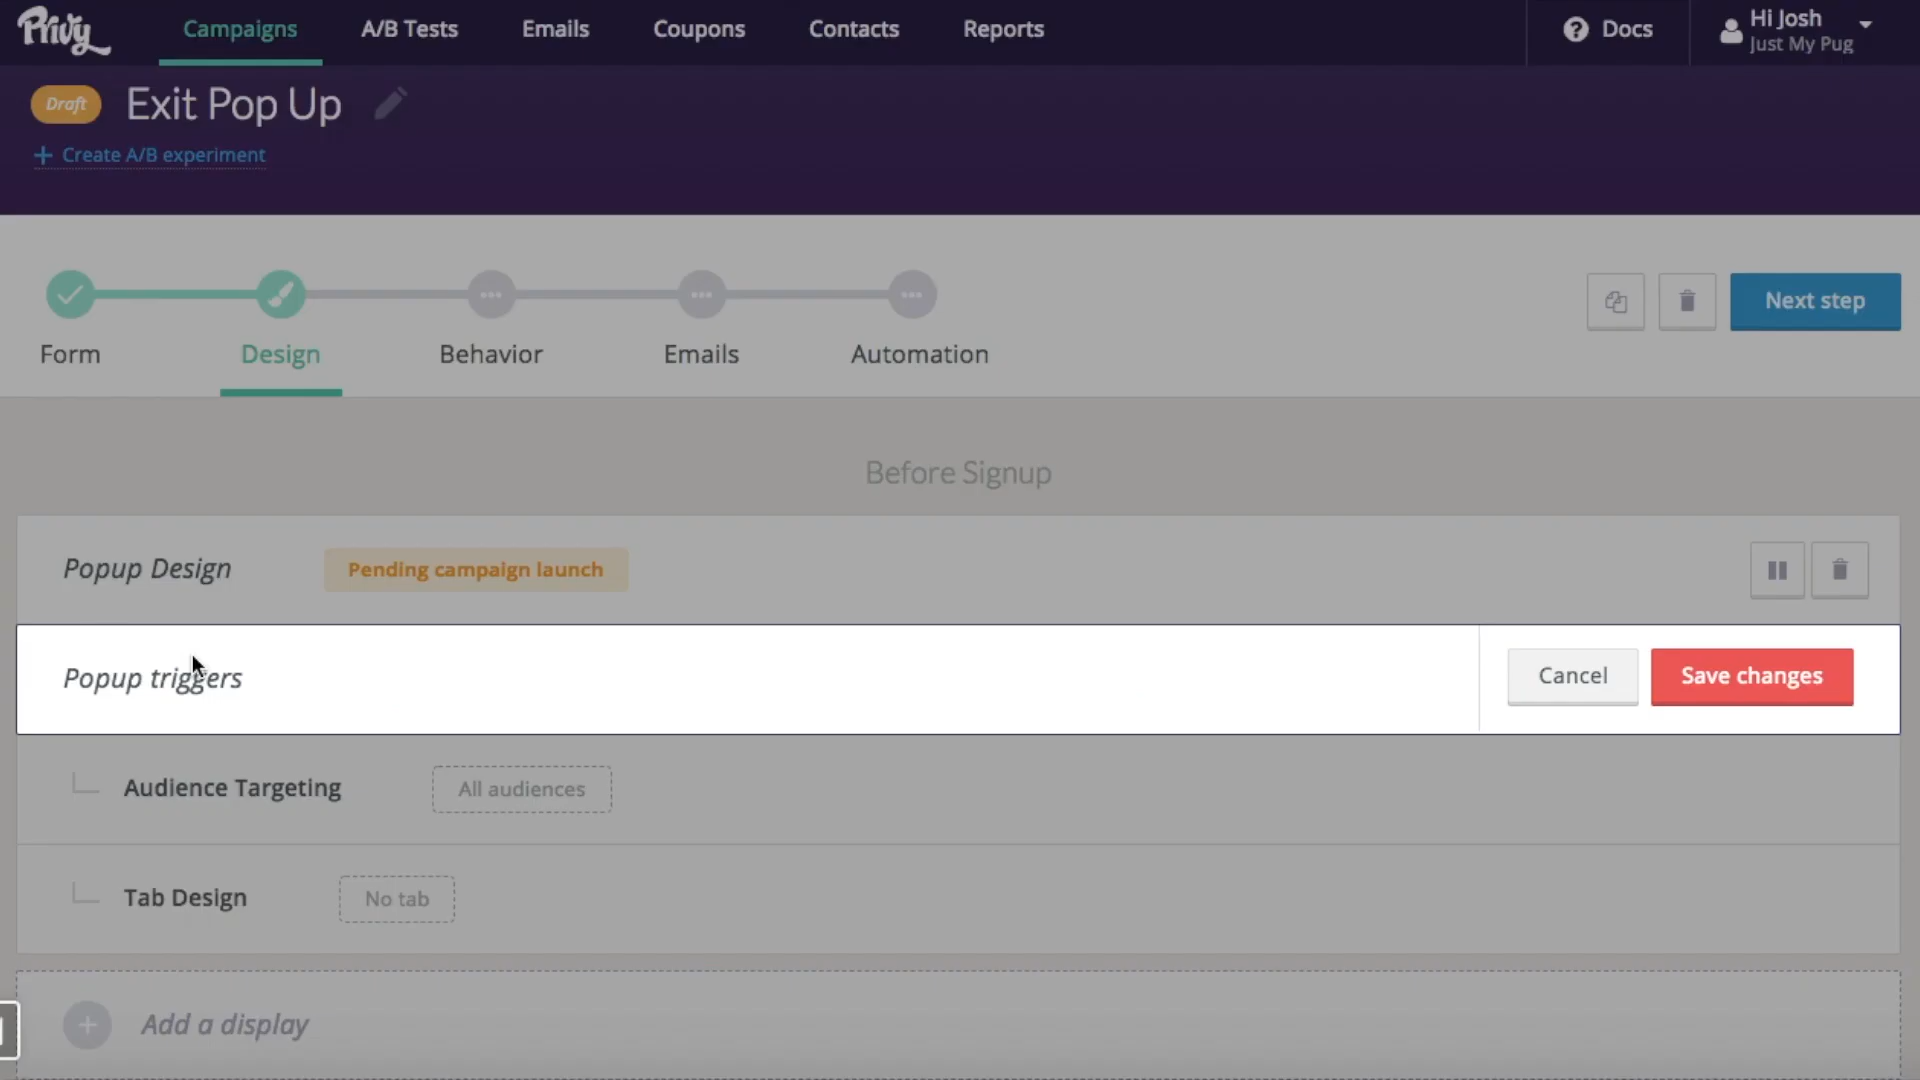 Privy
Campaigns
A/B Tests
Emails
Coupons
Contacts
Reports
? Docs
Hi Josh
Just My Pug
Draft
Exit Pop Up
+ Create A/B experiment
Form
Design
Behavior
Emails
Automation
Next step
Before Signup
Popup Design
Pending campaign launch
Popup triggers
Cancel
Save changes
Audience Targeting
All audiences
Tab Design
No tab
+ Add a display